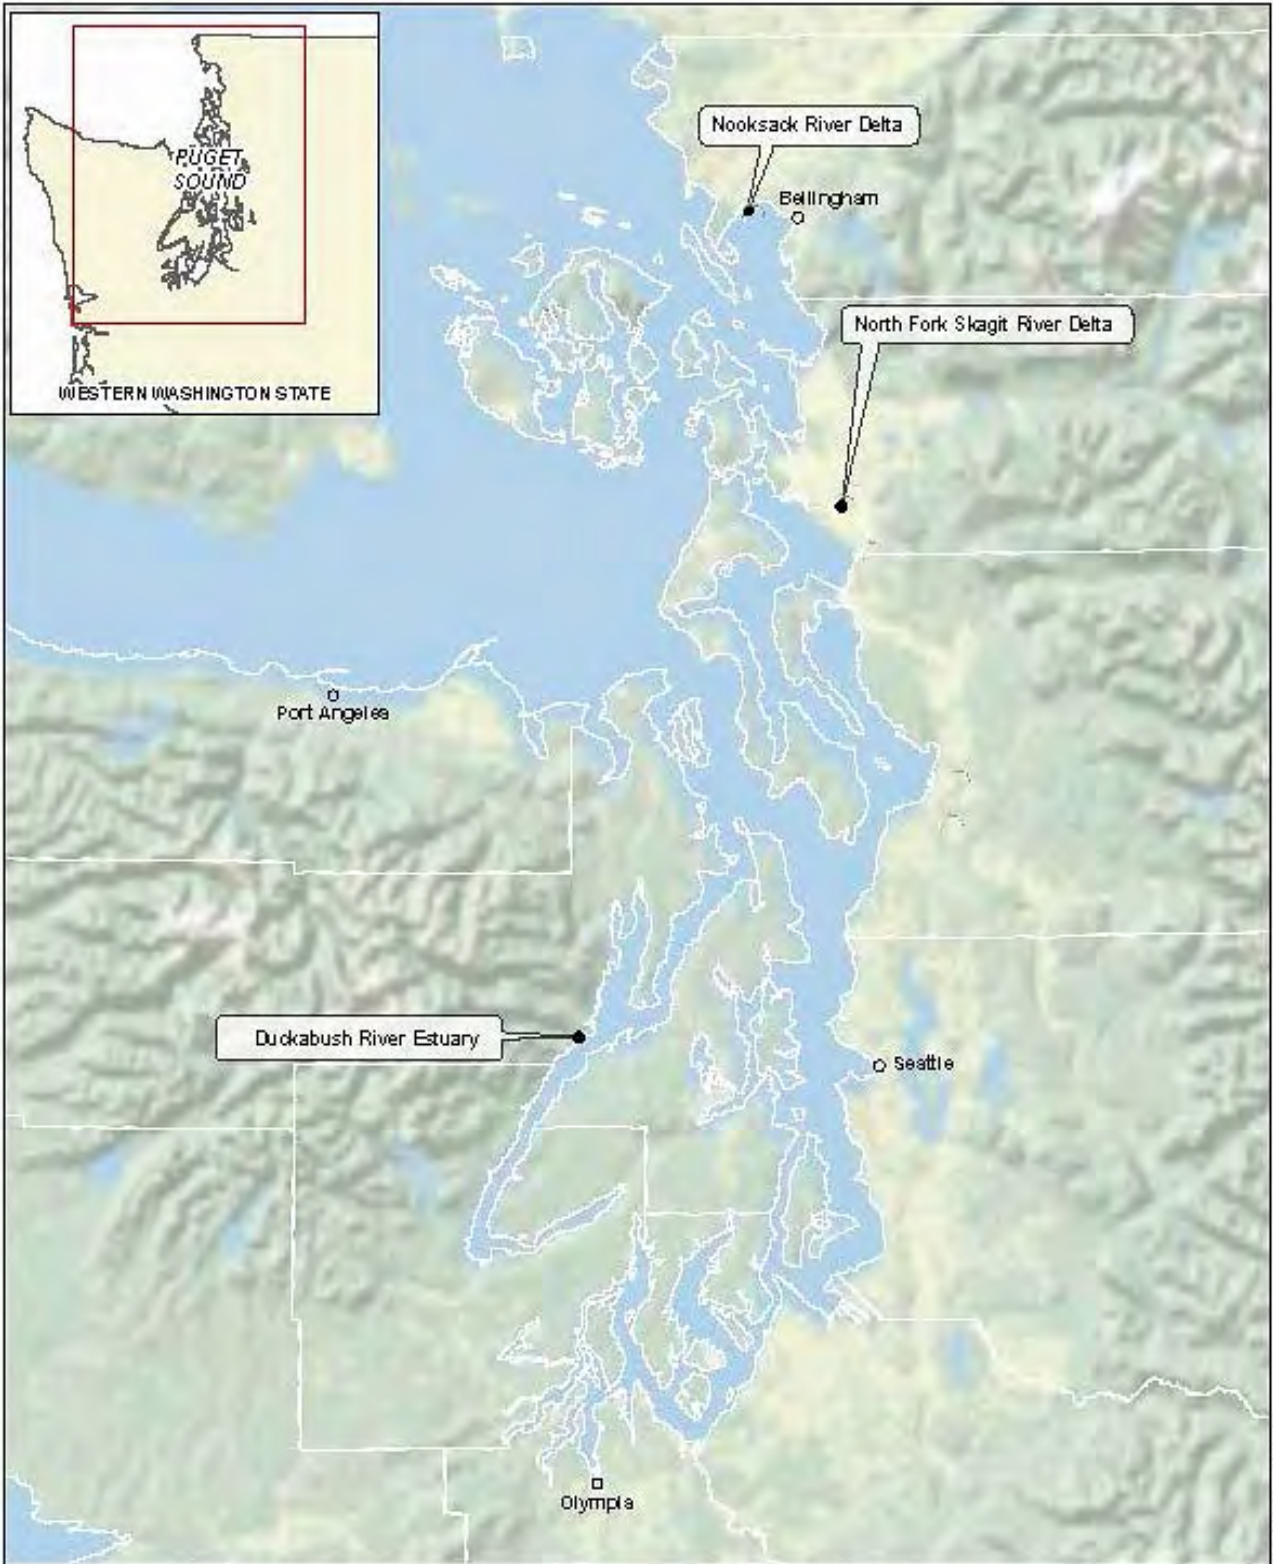 PUGET
SOUND
WESTERN WASHINGTON STATE
Nooksack River Delta
Bellingham
North Fork Skagit River Delta
Port Angeles
Duckabush River Estuary
Seattle
Olympia